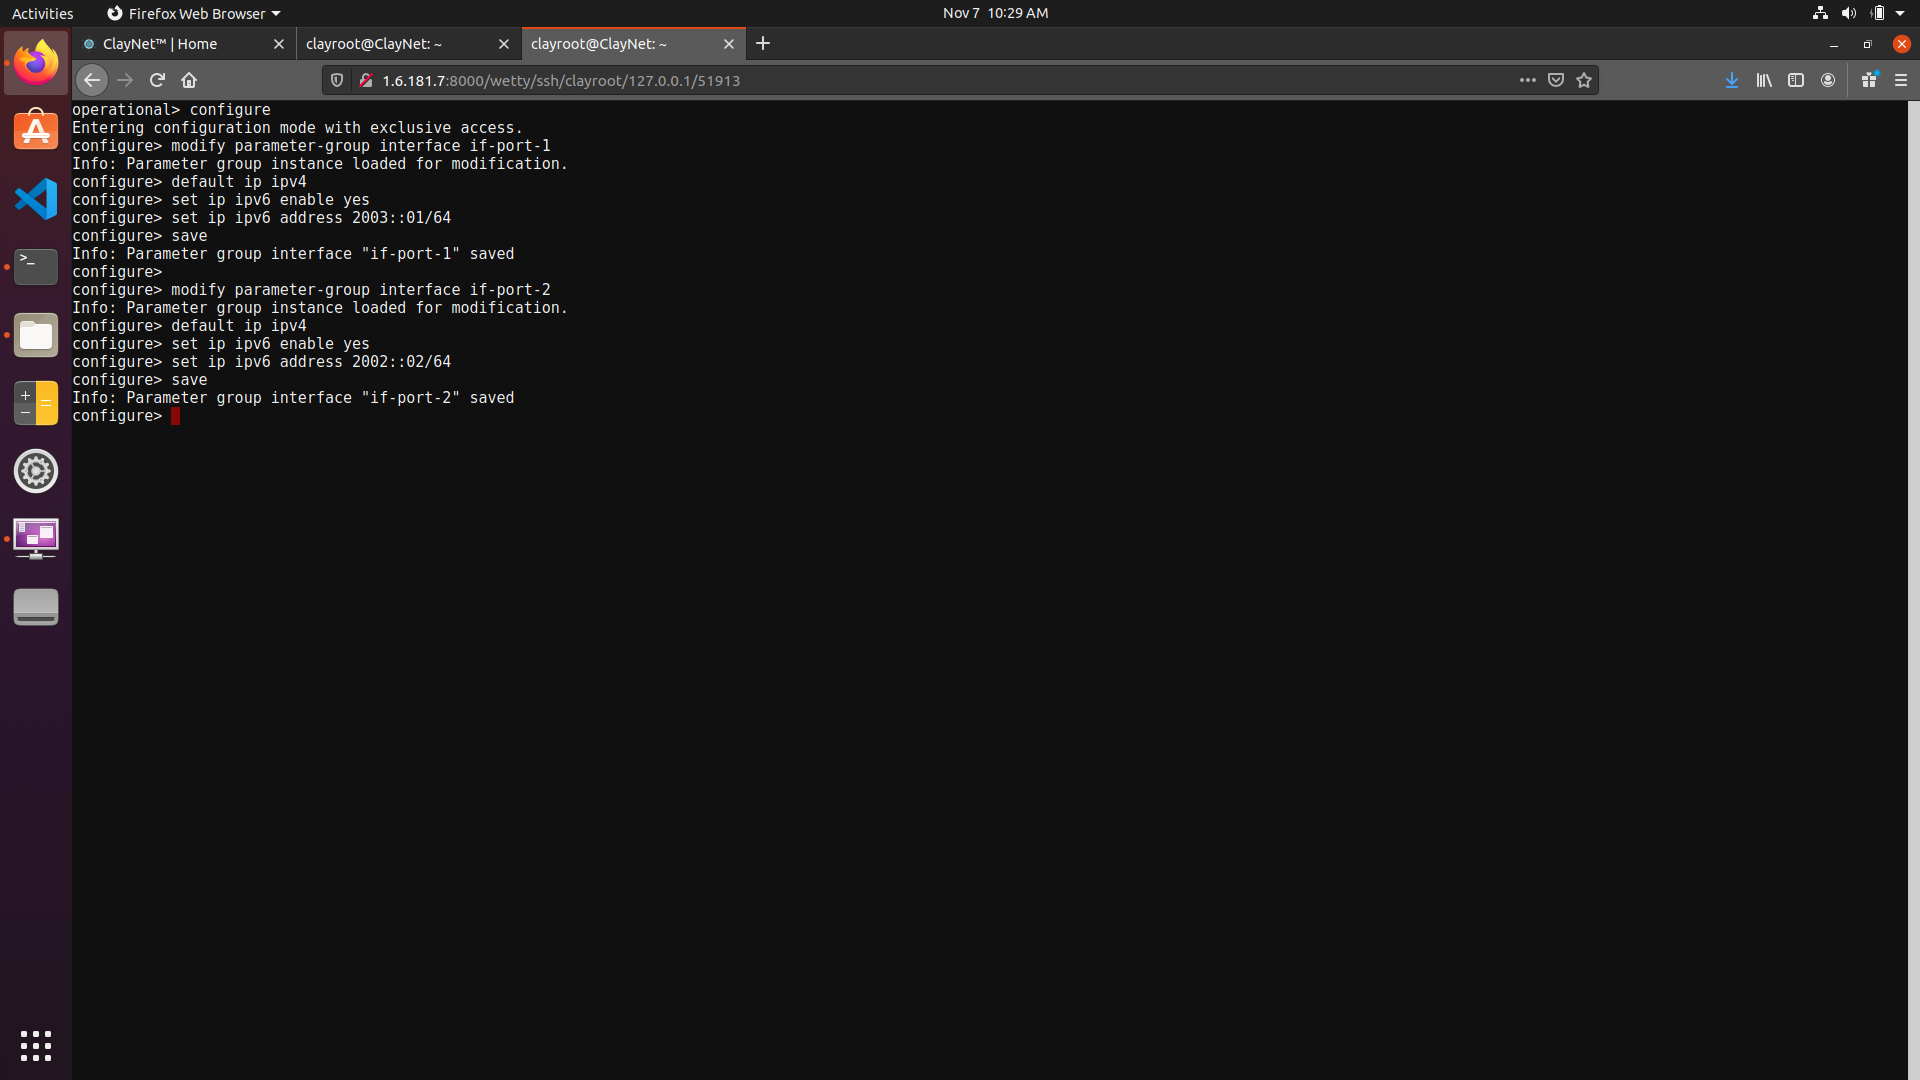 Activities
Firefox Web Browser
Nov 7 10:29 AM
ClayNet™ | Home
clayroot@ClayNet: ~
clayroot@ClayNet: ~
1.6.181.7:8000/wetty/ssh/clayroot/127.0.0.1/51913
operational> configure
Entering configuration mode with exclusive access.
configure> modify parameter-group interface if-port-1
Info: Parameter group instance loaded for modification.
configure> default ip ipv4
configure> set ip ipv6 enable yes
configure> set ip ipv6 address 2003::01/64
configure> save
Info: Parameter group interface "if-port-1" saved
configure>
configure> modify parameter-group interface if-port-2
Info: Parameter group instance loaded for modification.
configure> default ip ipv4
configure> set ip ipv6 enable yes
configure> set ip ipv6 address 2002::02/64
configure> save
Info: Parameter group interface "if-port-2" saved
configure>